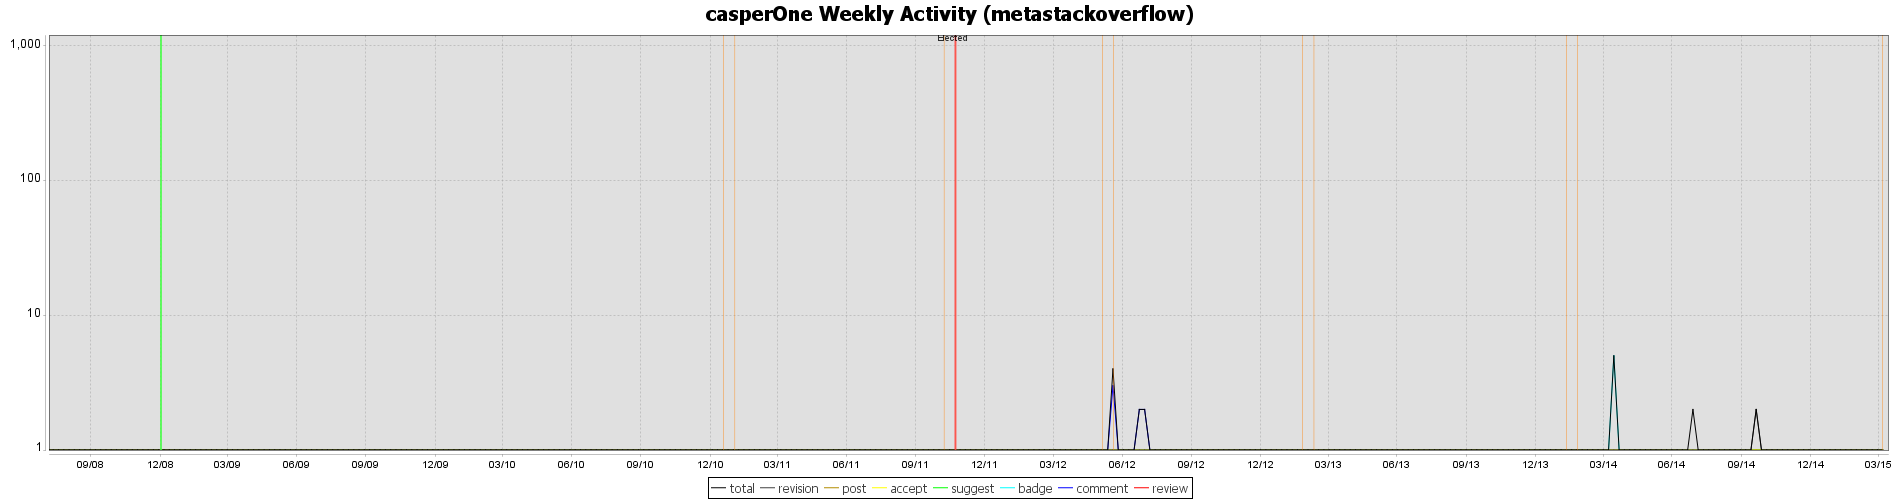 casperOne Weekly Activity (metastackoverflow)
Elected
1,000
100
10
1
09/08 12/08 03/09 06/09 09/09 12/09 03/10 06/10 09/10 12/10 03/11 06/11 09/11 12/11 03/12 06/12 09/12 12/12 03/13 06/13 09/13 12/13 03/14 06/14 09/14 12/14 03/15
total revision post accept suggest badge comment review